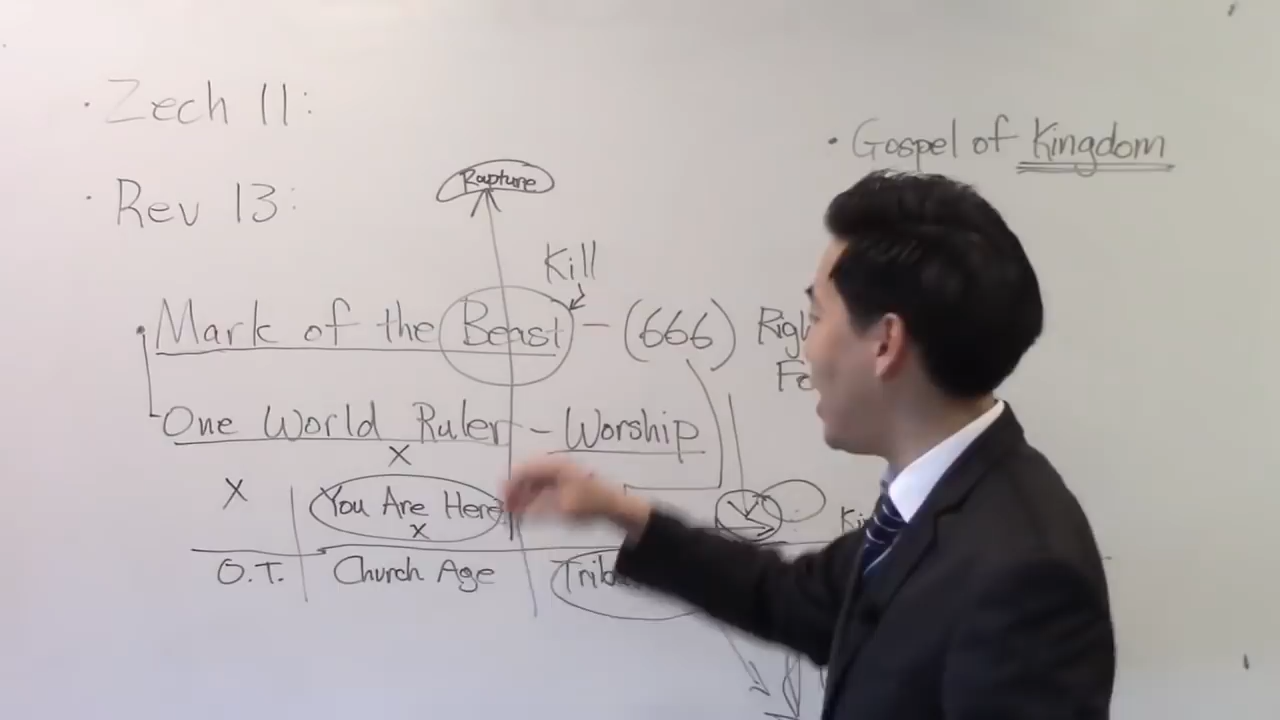 · Zech 11:
· Gospel of Kingdom
· Rev 13:
Rapture
Kill
· Mark of the Beast - (666)
One World Ruler - Worship
x
x
You Are Here
x
O.T.
Church Age